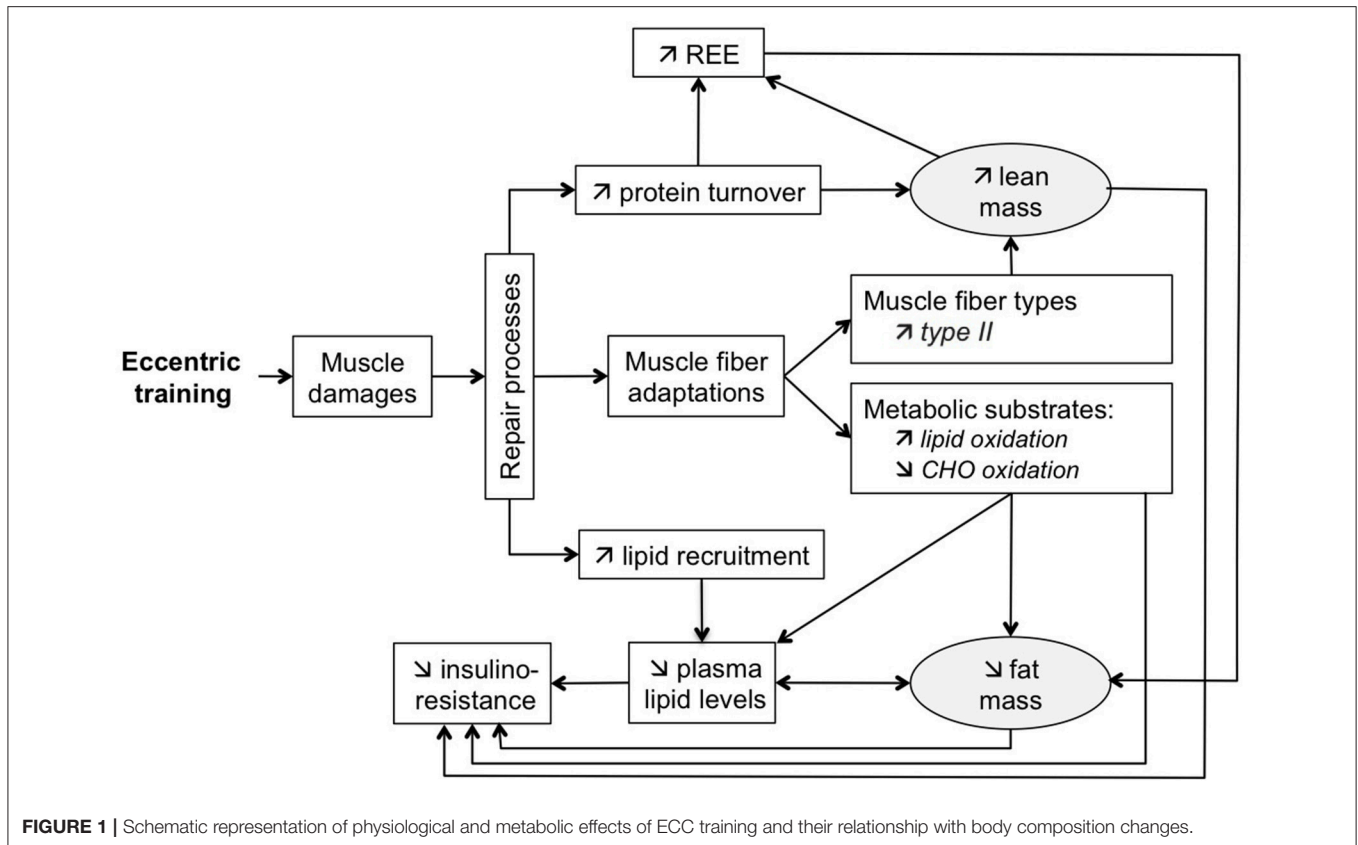 ↗ REE
↗ protein turnover
↗ lean
mass
Muscle fiber types
↗ type II
Eccentric
training
Muscle
damages
Repair processes
Muscle fiber
adaptations
Metabolic substrates:
↗ lipid oxidation
↘ CHO oxidation
↗ lipid recruitment
↘ insulino-
resistance
↘ plasma
lipid levels
↘ fat
mass
FIGURE 1 | Schematic representation of physiological and metabolic effects of ECC training and their relationship with body composition changes.